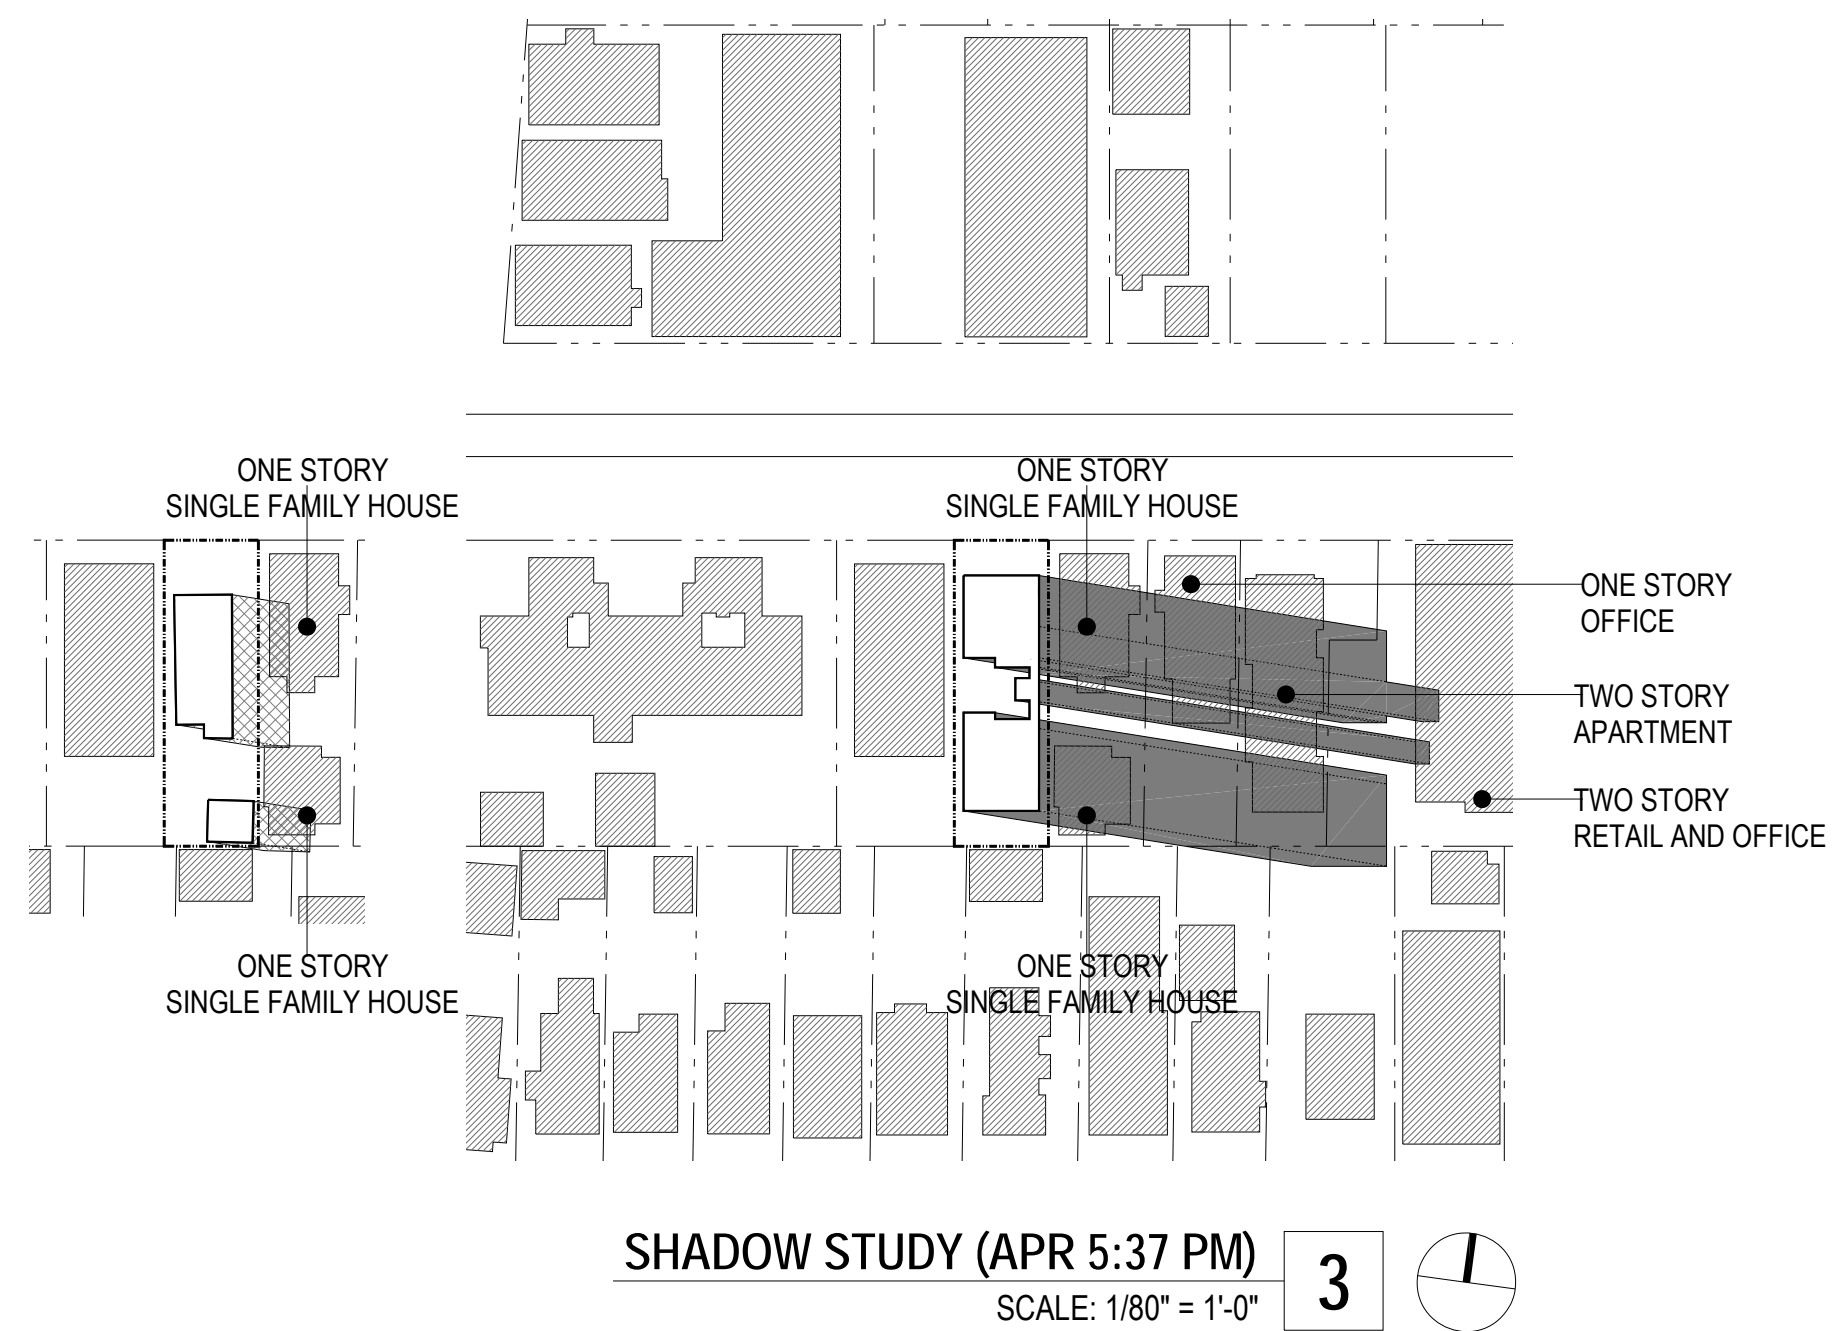 ONE STORY
SINGLE FAMILY HOUSE
ONE STORY
SINGLE FAMILY HOUSE
ONE STORY
OFFICE
TWO STORY
APARTMENT
TWO STORY
RETAIL AND OFFICE
ONE STORY
SINGLE FAMILY HOUSE
ONE STORY
SINGLE FAMILY HOUSE
SHADOW STUDY (APR 5:37 PM)
3
SCALE: 1/80" = 1'-0"